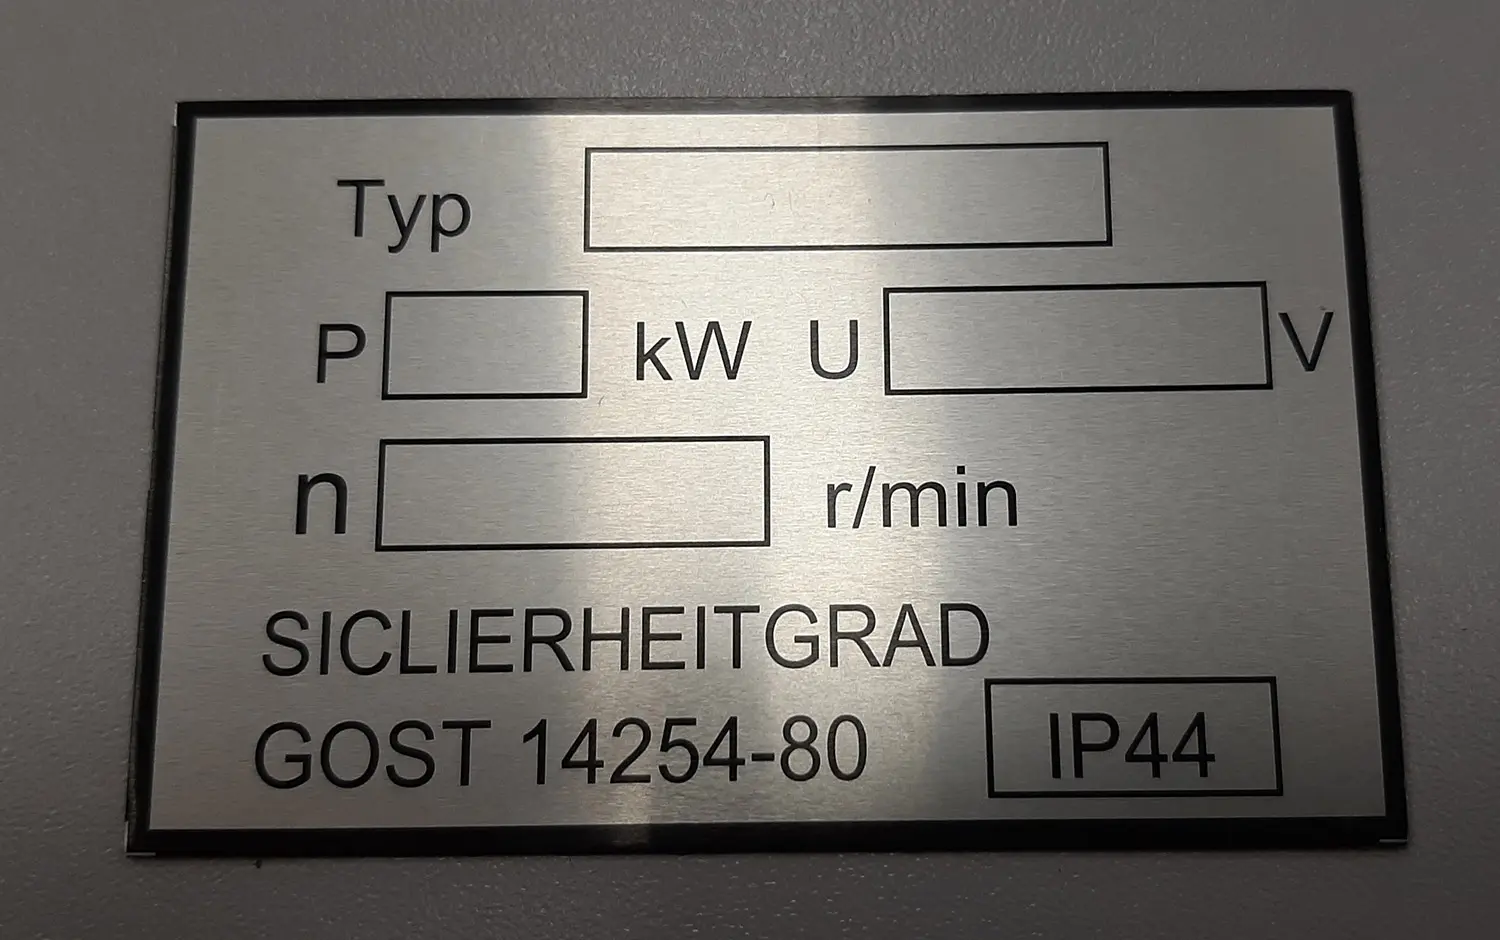 Typ
P kW U V
n r/min
SICLIERHEITGRAD
GOST 14254-80 IP44